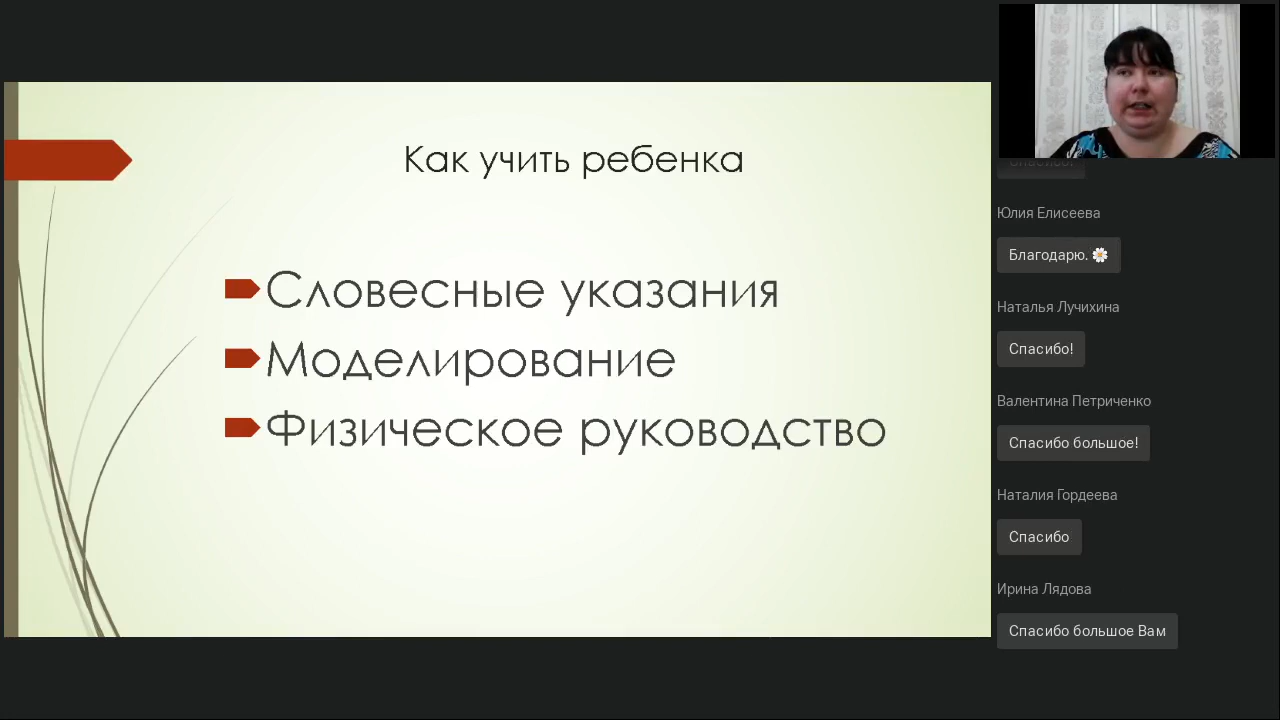 Как учить ребенка
Словесные указания
Моделирование
Физическое руководство
Спасибо!
Юлия Елисеева
Благодарю. 🌼
Наталья Лучихина
Спасибо!
Валентина Петриченко
Спасибо большое!
Наталия Гордеева
Спасибо
Ирина Лядова
Спасибо большое Вам